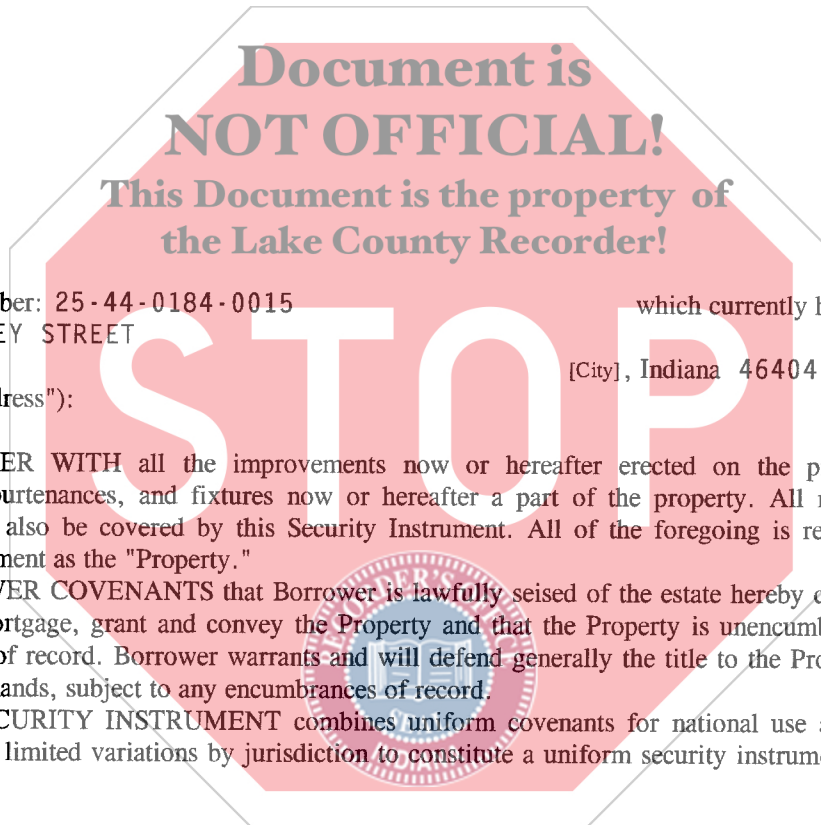 Document is
NOT OFFICIAL!
This Document is the property of
the Lake County Recorder!
ber: 25-44-0184-0015 which currently h
EY STREET
[City], Indiana 46404
dress"):
STOP
ER WITH all the improvements now or hereafter erected on the p
ourtenances, and fixtures now or hereafter a part of the property. All r
also be covered by this Security Instrument. All of the foregoing is re
ment as the "Property."
VER COVENANTS that Borrower is lawfully seised of the estate hereby c
ortgage, grant and convey the Property and that the Property is unencumb
of record. Borrower warrants and will defend generally the title to the Pro
ands, subject to any encumbrances of record.
CURITY INSTRUMENT combines uniform covenants for national use a
limited variations by jurisdiction to constitute a uniform security instrume
RECORDER'S OFFICE
SEAL
INDIANA